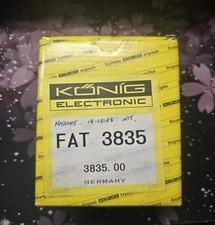 KÖNIG
ELECTRONIC
FAT 3835
3835.00
GERMANY